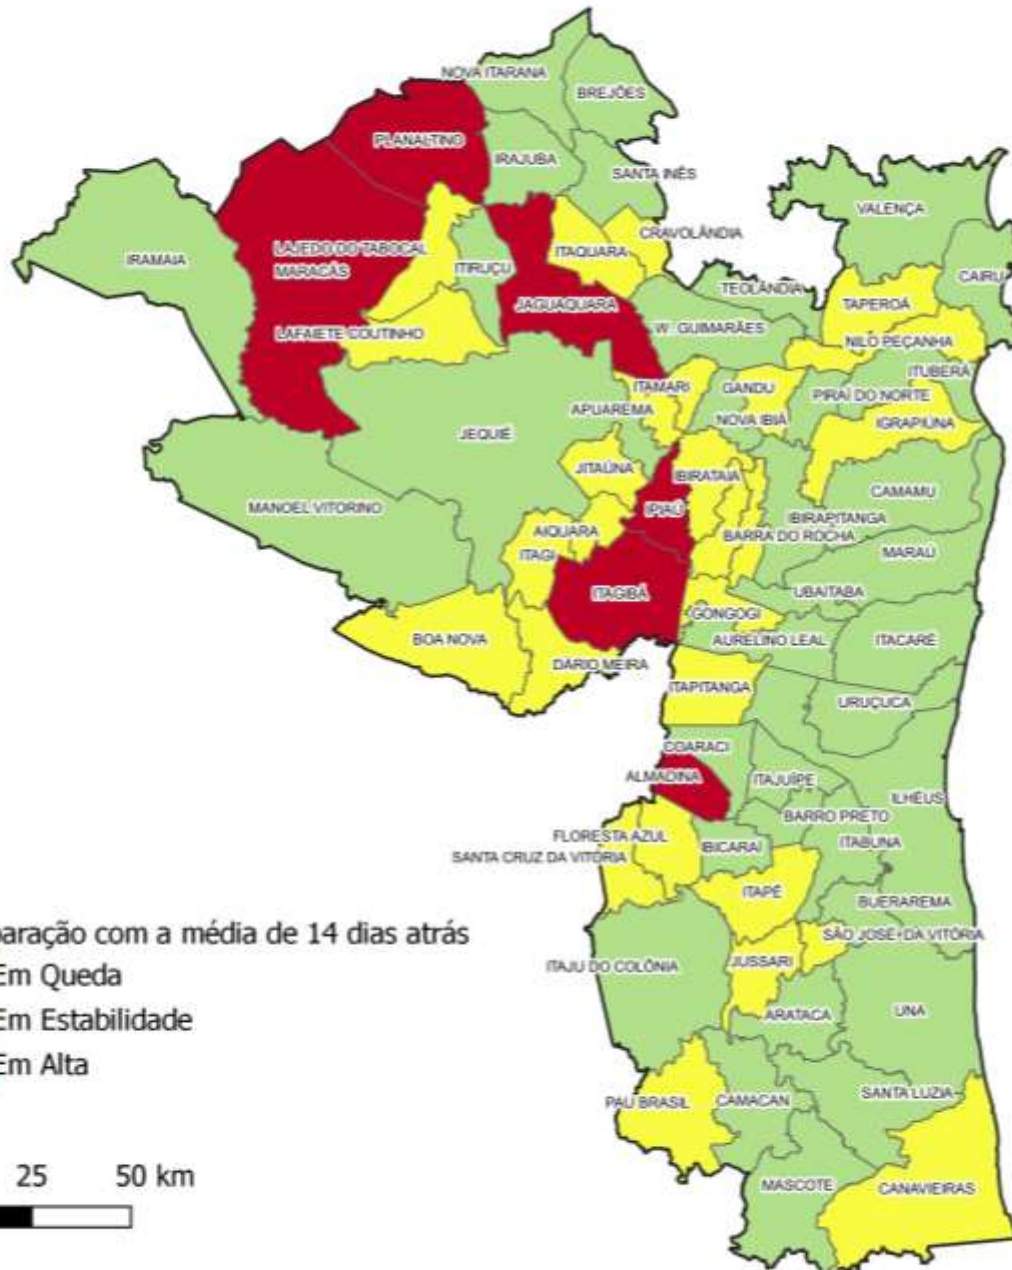 NOVA ITARANA
BREJÕES
PLANALTINO
IRAJUBA
SANTA INÊS
VALENÇA
CRAVOLÂNDIA
LAJEDO DO TABOCAL
ITAQUARA
IRAMAIA
MARACÁS
ITIRUÇU
CAIRU
TEOLÂNDIA
JAGUAQUARA
TAPEROÁ
W. GUIMARÃES
LAFAIETE COUTINHO
NILO PEÇANHA
ITUBERÁ
ITAMARI
GANDU
PIRAÍ DO NORTE
APUAREMA
NOVA IBIÁ
IGRAPIÚNA
JEQUIÉ
JITAÚNA
IBIRATAIA
CAMAMU
MANOEL VITORINO
IPIAÚ
IBIRAPITANGA
AIQUARA
BARRA DO ROCHA
ITAGI
MARAÚ
ITAGIBÁ
UBAITABA
GONGOGI
BOA NOVA
AURELINO LEAL
ITACARÉ
DÁRIO MEIRA
ITAPITANGA
URUÇUCA
COARACI
ALMADINA
ITAJUÍPE
ILHÉUS
BARRO PRETO
FLORESTA AZUL
ITABUNA
SANTA CRUZ DA VITÓRIA
IBICARAÍ
ITAPÉ
BUERAREMA
SÃO JOSÉ DA VITÓRIA
ITAJU DO COLÔNIA
JUSSARI
ARATACA
UNA
PAU BRASIL
CAMACAN
SANTA LUZIA
MASCOTE
CANAVIEIRAS
paração com a média de 14 dias atrás
Em Queda
Em Estabilidade
Em Alta
25 50 km